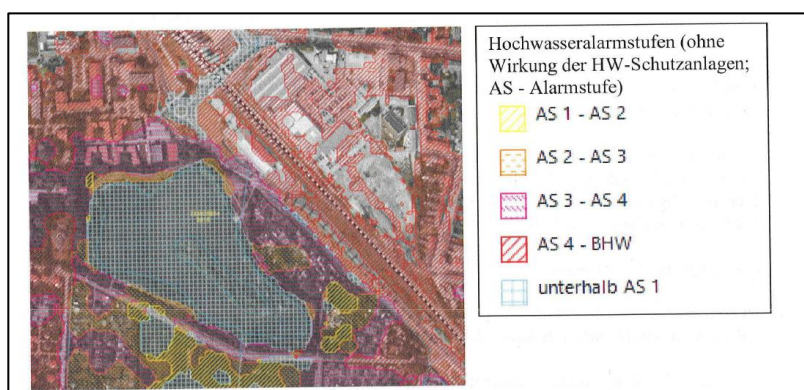 Hochwasseralarmstufen (ohne
Wirkung der HW-Schutzanlagen;
AS - Alarmstufe)
AS 1 - AS 2
AS 2 - AS 3
AS 3 - AS 4
AS 4 - BHW
unterhalb AS 1